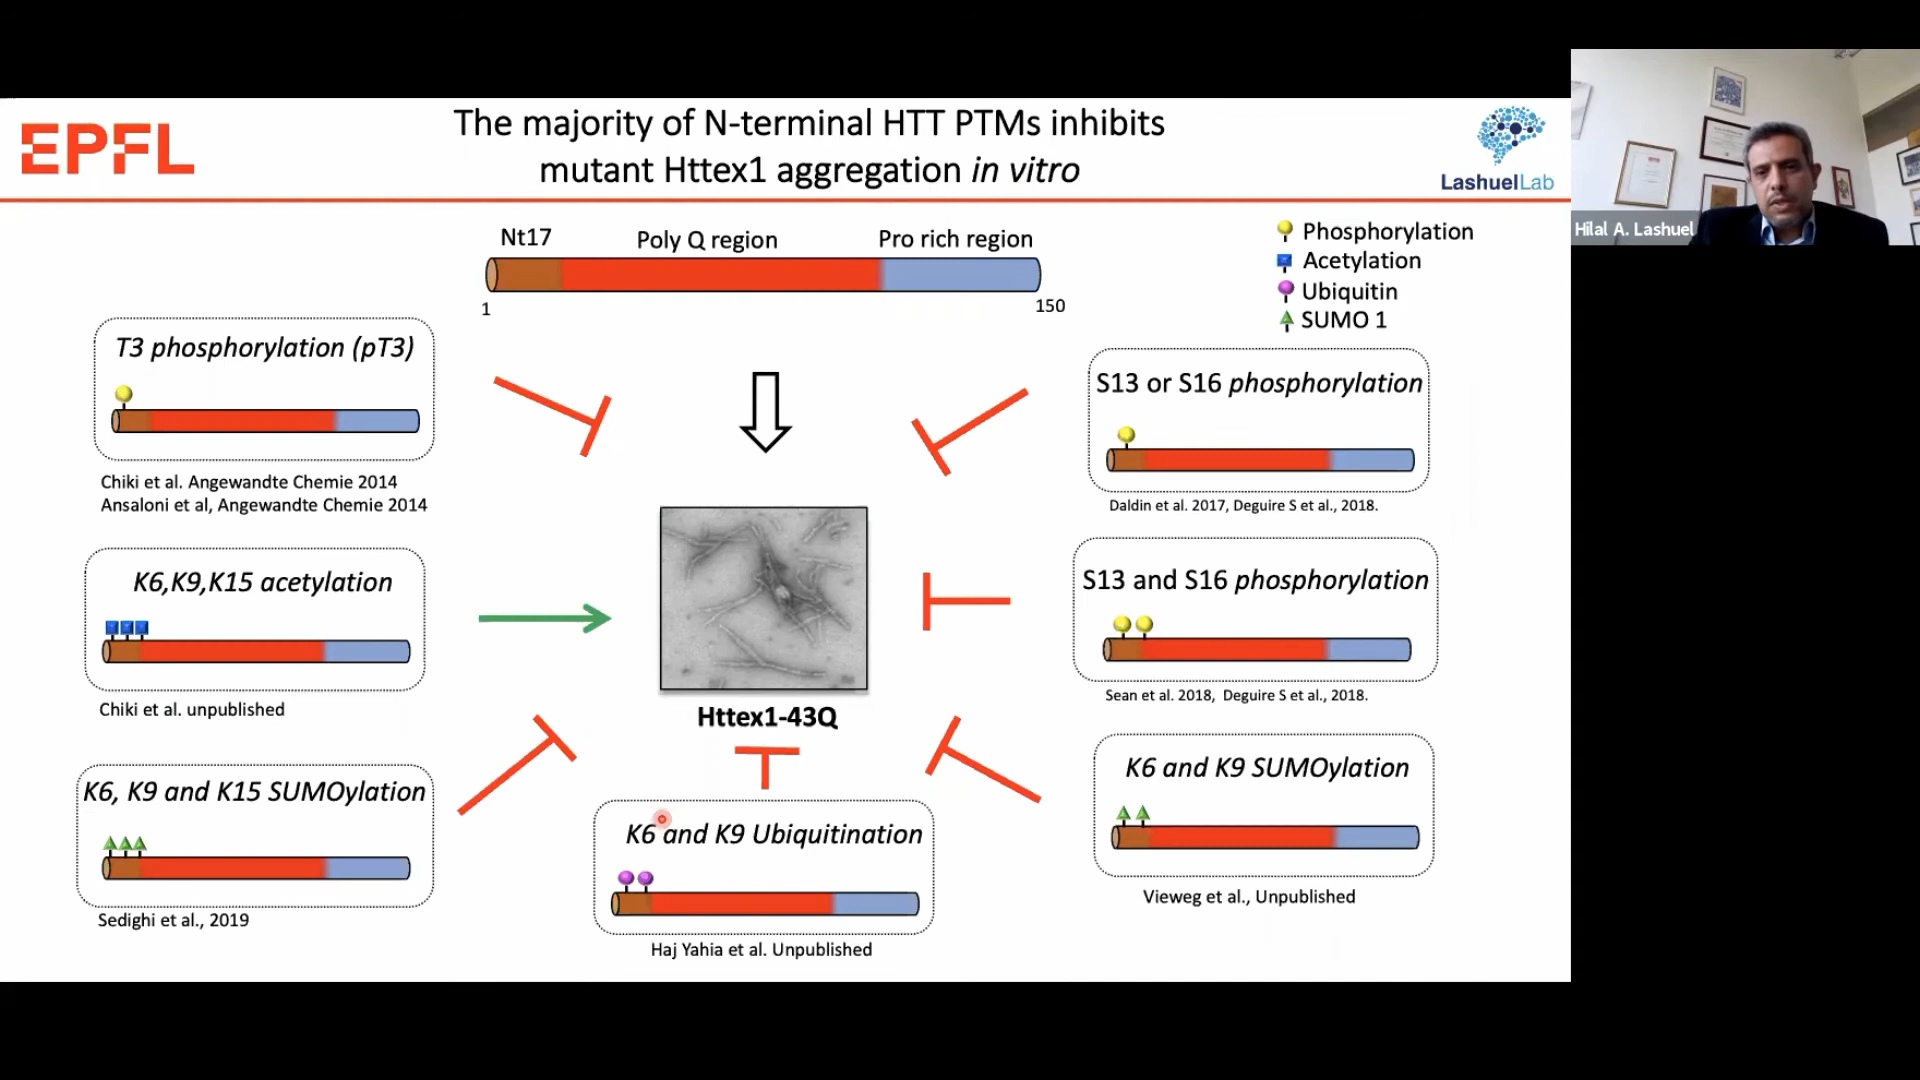 EPFL
The majority of N-terminal HTT PTMs inhibits
mutant Httex1 aggregation in vitro
LashuelLab
Hilal A. Lashuel
Nt17
Poly Q region
Pro rich region
1
150
Phosphorylation
Acetylation
Ubiquitin
SUMO 1
T3 phosphorylation (pT3)
Chiki et al. Angewandte Chemie 2014
Ansaloni et al, Angewandte Chemie 2014
K6,K9,K15 acetylation
Chiki et al. unpublished
K6, K9 and K15 SUMOylation
Sedighi et al., 2019
Httex1-43Q
K6 and K9 Ubiquitination
Haj Yahia et al. Unpublished
S13 or S16 phosphorylation
Daldin et al. 2017, Deguire S et al., 2018.
S13 and S16 phosphorylation
Sean et al. 2018, Deguire S et al., 2018.
K6 and K9 SUMOylation
Vieweg et al., Unpublished